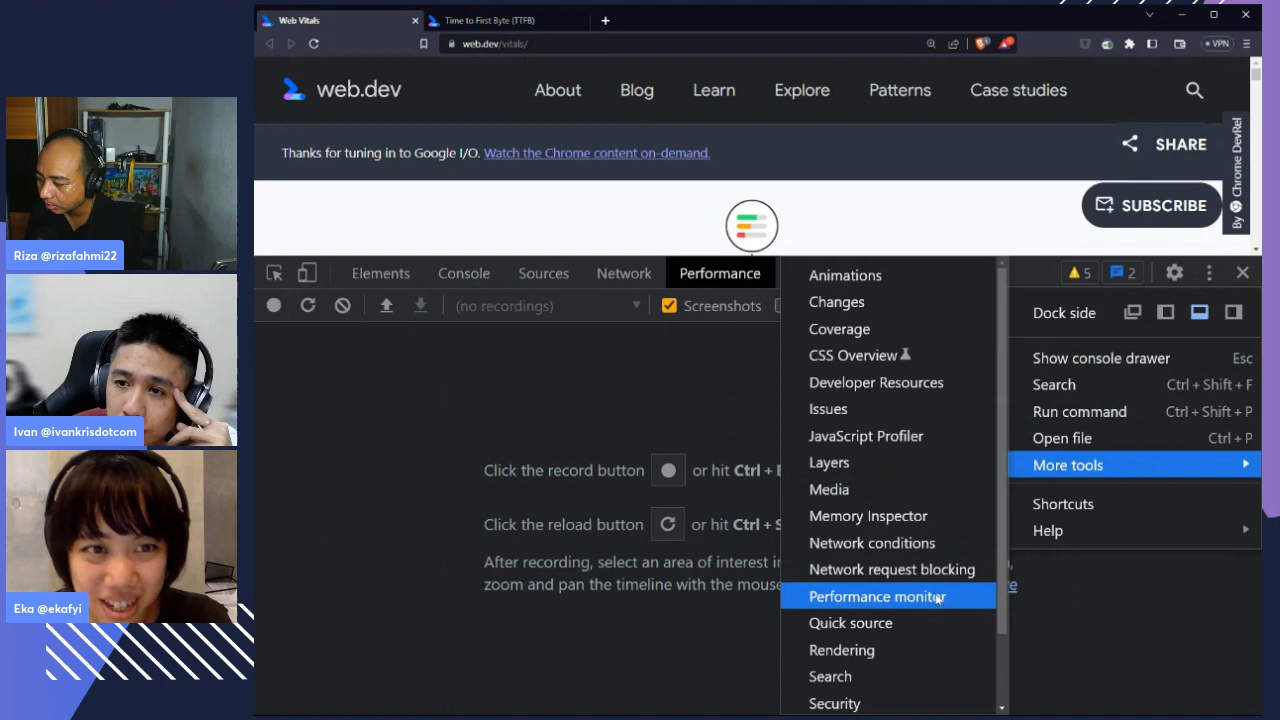 Web Vitals
Time to First Byte (TTFB)
web.dev/vitals/
VPN
web.dev
About
Blog
Learn
Explore
Patterns
Case studies
Thanks for tuning in to Google I/O. Watch the Chrome content on-demand.
SHARE
SUBSCRIBE
By Chrome DevRel
Elements
Console
Sources
Network
Performance
5
2
(no recordings)
Screenshots
Animations
Changes
Coverage
CSS Overview
Developer Resources
Issues
JavaScript Profiler
Layers
Media
Memory Inspector
Network conditions
Network request blocking
Performance monitor
Quick source
Rendering
Search
Security
Dock side
Show console drawer Esc
Search Ctrl + Shift + F
Run command Ctrl + Shift + P
Open file Ctrl + P
More tools
Shortcuts
Help
Click the record button or hit Ctrl +
Click the reload button or hit Ctrl +
After recording, select an area of interest
zoom and pan the timeline with the mouse
Riza @rizafahmi22
Ivan @ivankrisdotcom
Eka @ekafyi